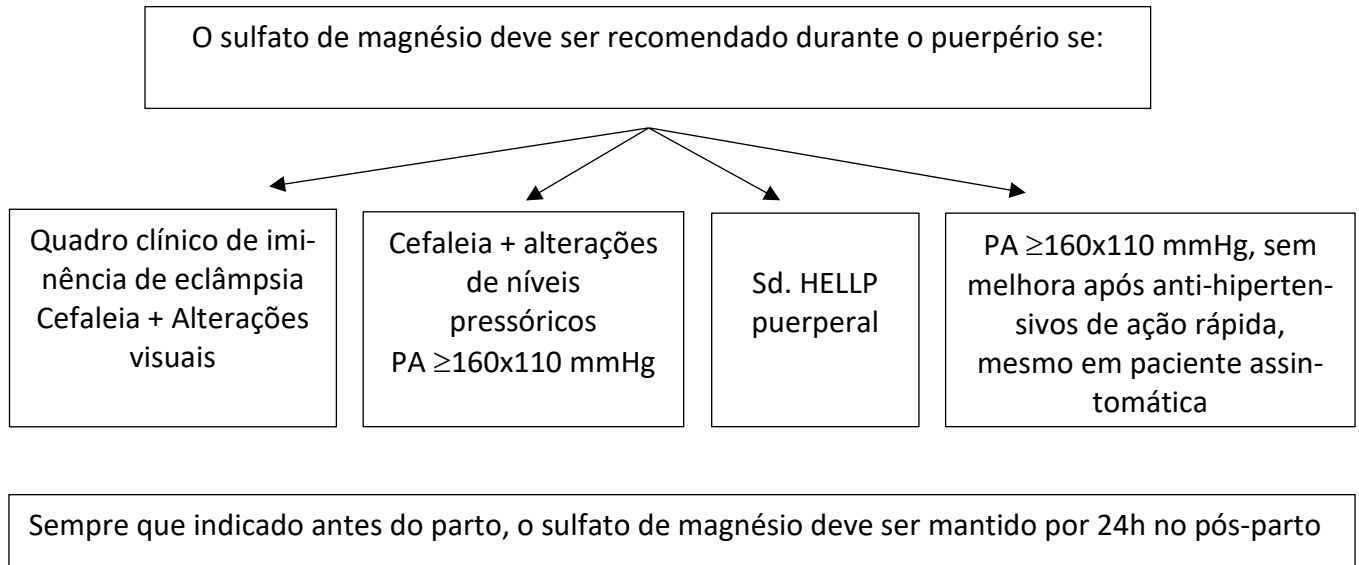 O sulfato de magnésio deve ser recomendado durante o puerpério se:
Quadro clínico de imi-
nência de eclâmpsia
Cefaleia + Alterações
visuais
Cefaleia + alterações
de níveis
pressóricos
PA ≥160x110 mmHg
Sd. HELLP
puerperal
PA ≥160x110 mmHg, sem
melhora após anti-hiperten-
sivos de ação rápida,
mesmo em paciente assin-
tomática
Sempre que indicado antes do parto, o sulfato de magnésio deve ser mantido por 24h no pós-parto